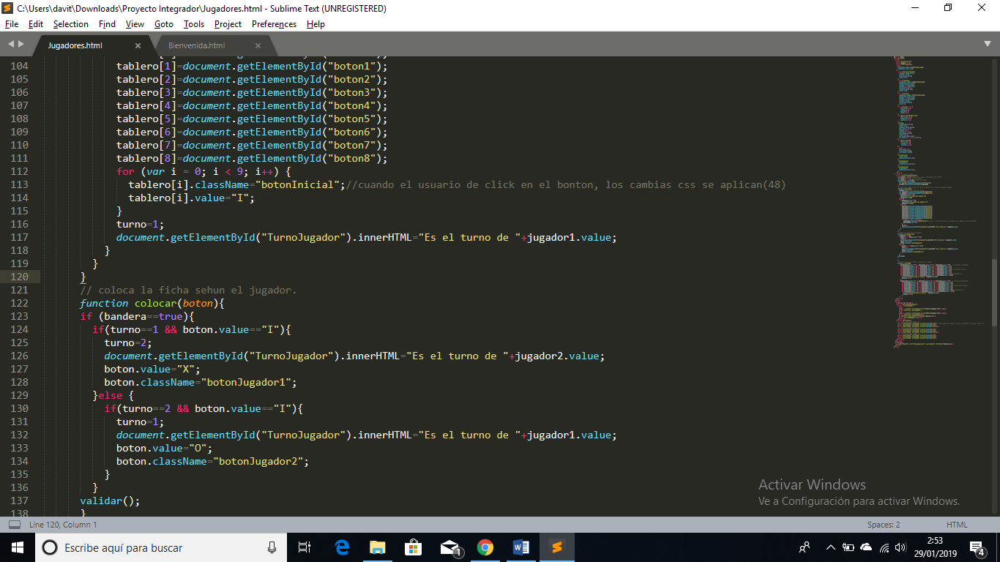 C:\Users\davit\Downloads\Proyecto Integrador\Jugadores.html - Sublime Text (UNREGISTERED)
File Edit Selection Find View Goto Tools Project Preferences Help
Jugadores.html × Bienvenida.html ×
104 tablero[1]=document.getElementById("boton1");
105 tablero[2]=document.getElementById("boton2");
106 tablero[3]=document.getElementById("boton3");
107 tablero[4]=document.getElementById("boton4");
108 tablero[5]=document.getElementById("boton5");
109 tablero[6]=document.getElementById("boton6");
110 tablero[7]=document.getElementById("boton7");
111 tablero[8]=document.getElementById("boton8");
112 for (var i = 0; i < 9; i++) {
113 tablero[i].className="botonInicial";//cuando el usuario de click en el bonton, los cambias css se aplican(48)
114 tablero[i].value="I";
115 }
116 turno=1;
117 document.getElementById("TurnoJugador").innerHTML="Es el turno de "+jugador1.value;
118 }
119 }
120 }
121 // coloca la ficha sehun el jugador.
122 function colocar(boton){
123 if (bandera==true){
124 if(turno==1 && boton.value=="I"){
125 turno=2;
126 document.getElementById("TurnoJugador").innerHTML="Es el turno de "+jugador2.value;
127 boton.value="X";
128 boton.className="botonJugador1";
129 }else {
130 if(turno==2 && boton.value=="I"){
131 turno=1;
132 document.getElementById("TurnoJugador").innerHTML="Es el turno de "+jugador1.value;
133 boton.value="O";
134 boton.className="botonJugador2";
135 }
136 }
137 validar();
138 }
Activar Windows
Ve a Configuración para activar Windows.
Line 120, Column 1 Spaces: 2 HTML
Escribe aquí para buscar
1
2:53
29/01/2019
4